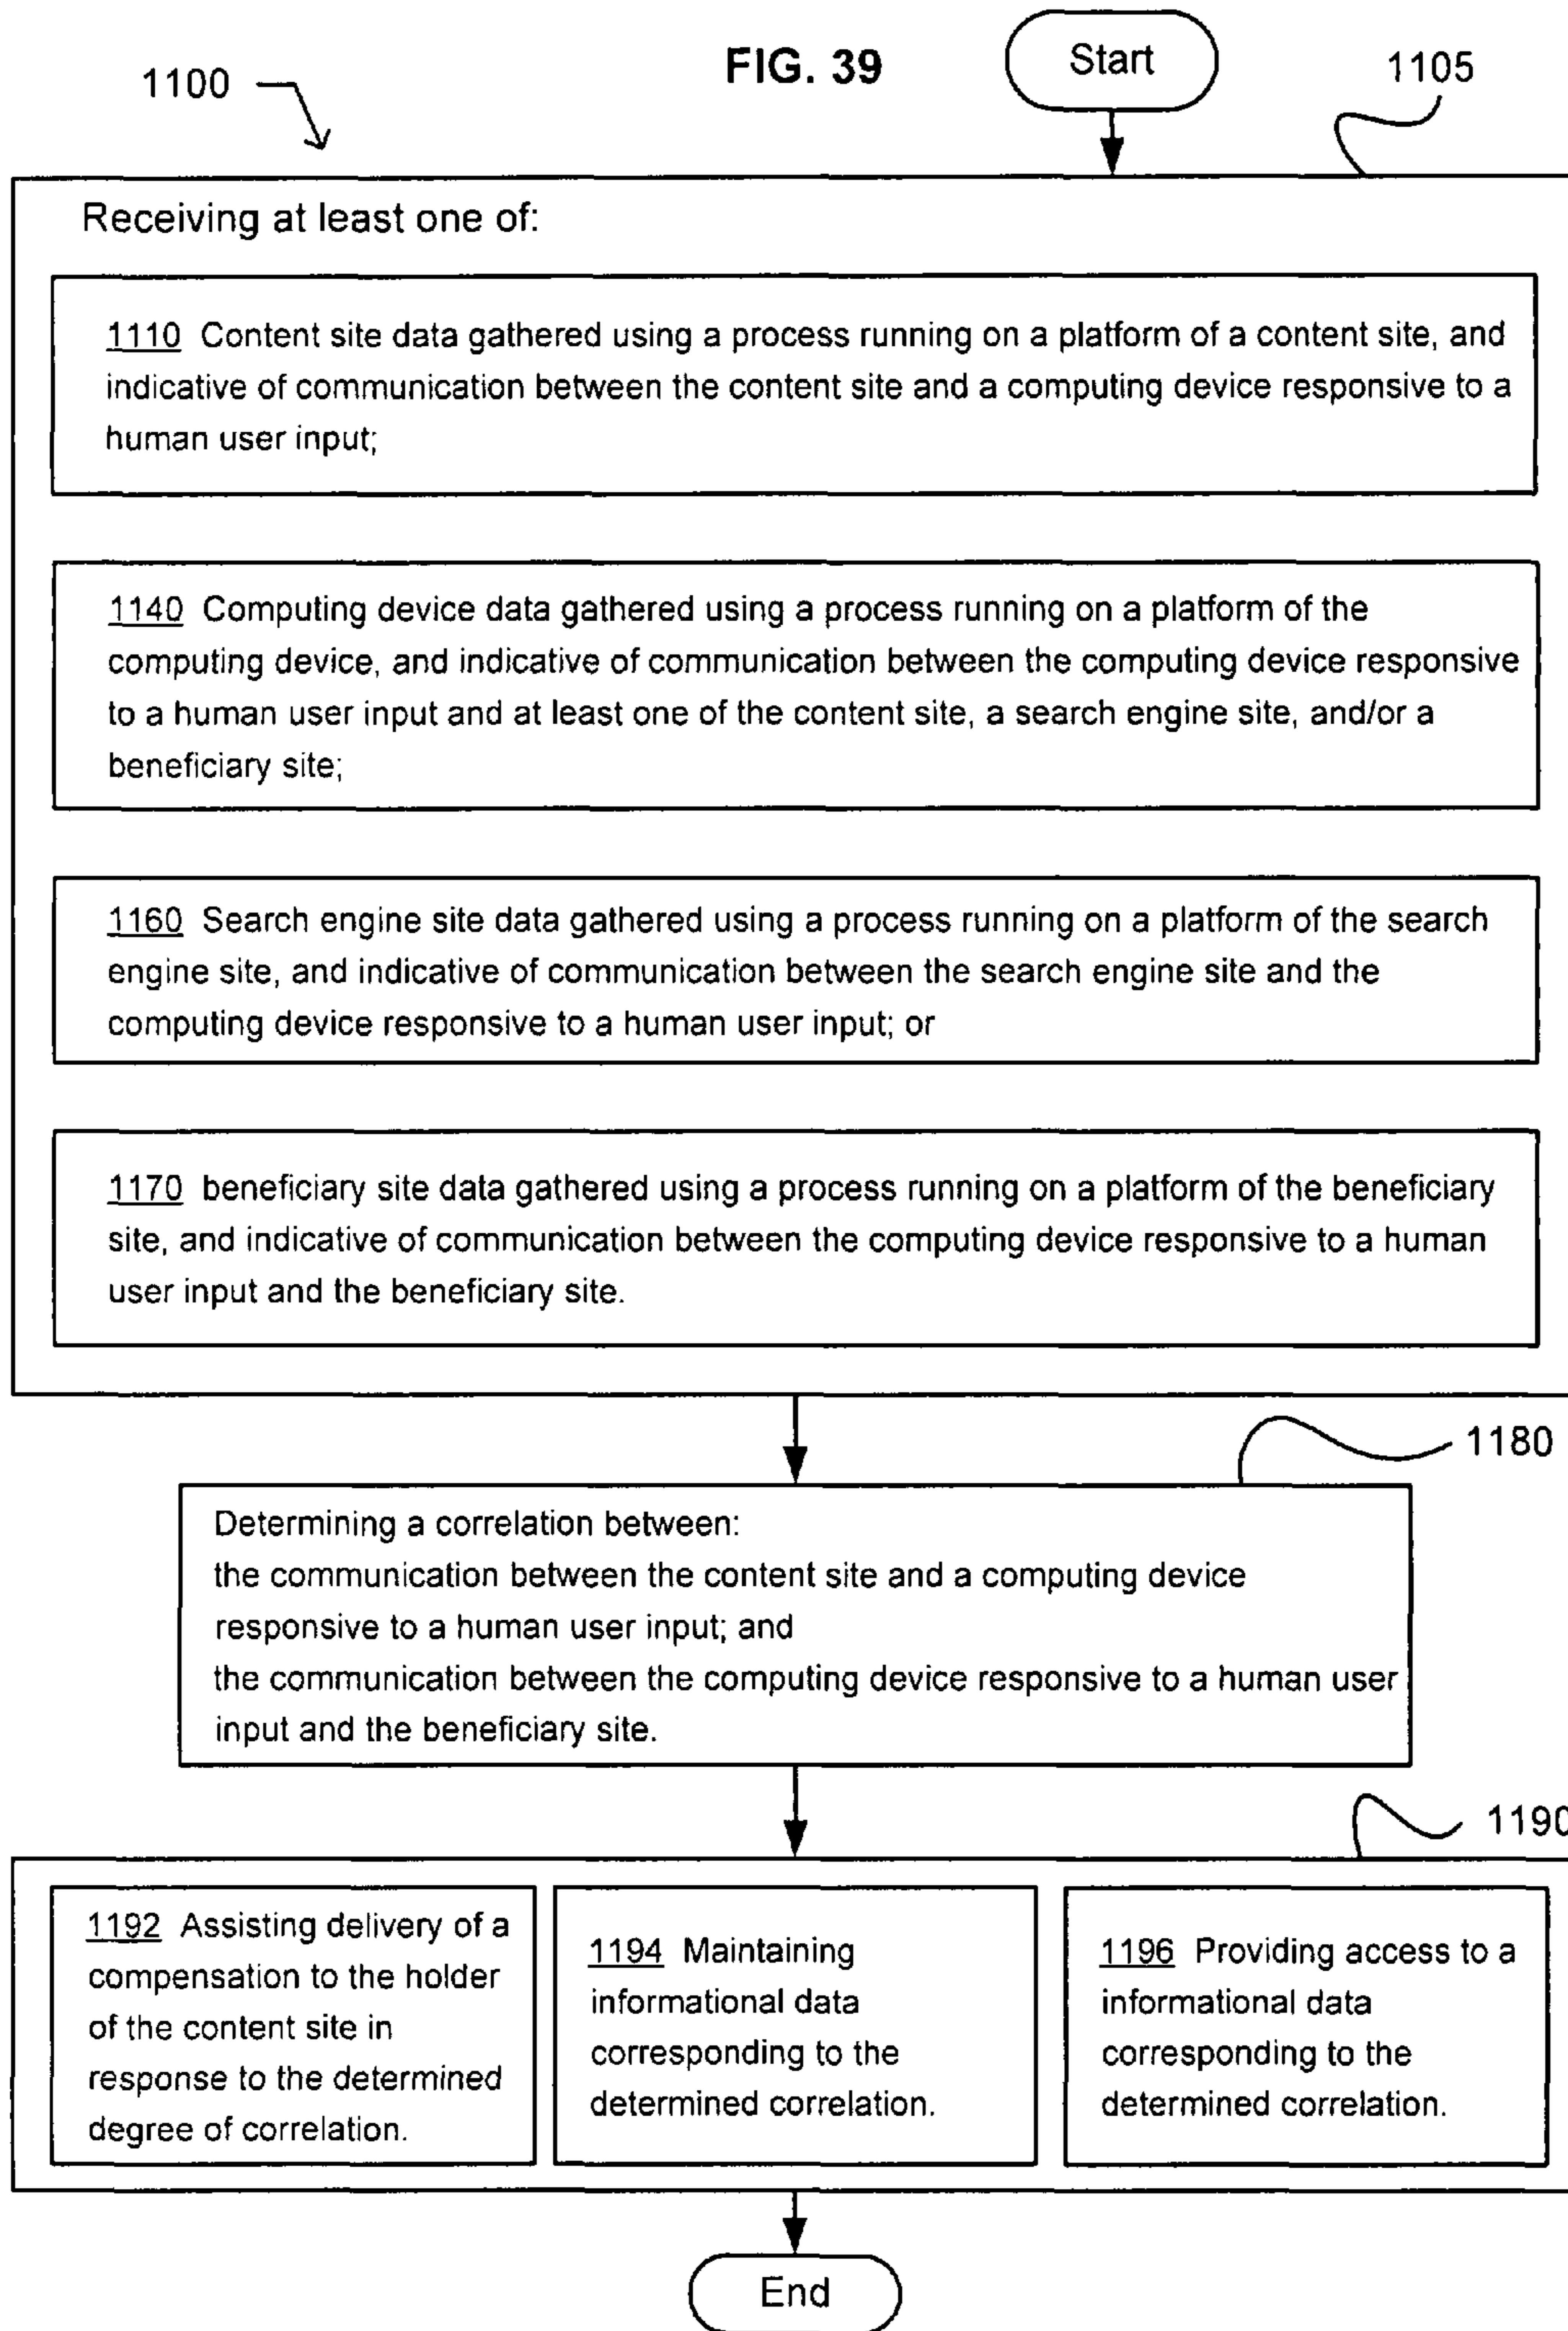 FIG. 39
Start
1100
1105
Receiving at least one of:
1110 Content site data gathered using a process running on a platform of a content site, and
indicative of communication between the content site and a computing device responsive to a
human user input;
1140 Computing device data gathered using a process running on a platform of the
computing device, and indicative of communication between the computing device responsive
to a human user input and at least one of the content site, a search engine site, and/or a
beneficiary site;
1160 Search engine site data gathered using a process running on a platform of the search
engine site, and indicative of communication between the search engine site and the
computing device responsive to a human user input; or
1170 beneficiary site data gathered using a process running on a platform of the beneficiary
site, and indicative of communication between the computing device responsive to a human
user input and the beneficiary site.
1180
Determining a correlation between:
the communication between the content site and a computing device
responsive to a human user input; and
the communication between the computing device responsive to a human user
input and the beneficiary site.
1190
1192 Assisting delivery of a
compensation to the holder
of the content site in
response to the determined
degree of correlation.
1194 Maintaining
informational data
corresponding to the
determined correlation.
1196 Providing access to a
informational data
corresponding to the
determined correlation.
End